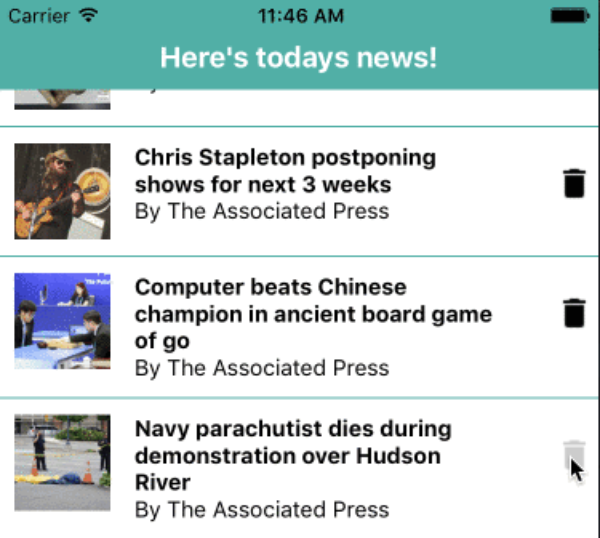 Carrier 11:46 AM
Here's todays news!
Chris Stapleton postponing
shows for next 3 weeks
By The Associated Press
Computer beats Chinese
champion in ancient board game
of go
By The Associated Press
Navy parachutist dies during
demonstration over Hudson
River
By The Associated Press